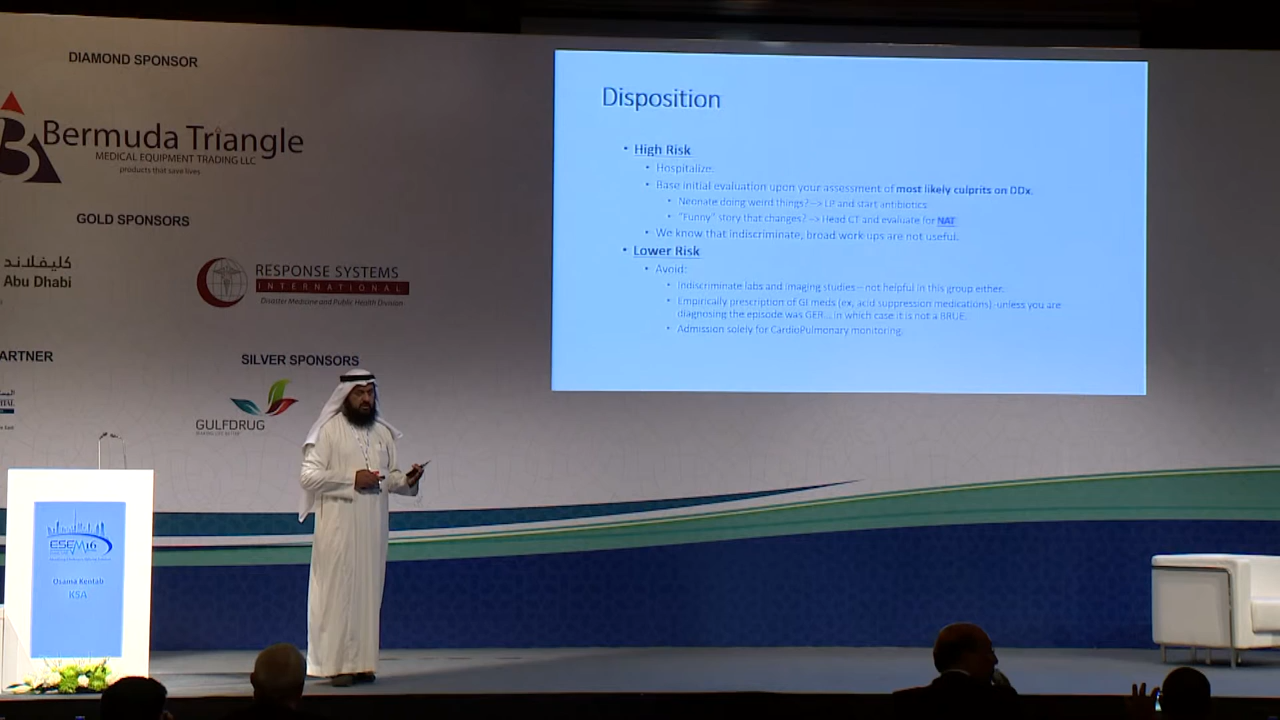 DIAMOND SPONSOR
Bermuda Triangle
MEDICAL EQUIPMENT TRADING LLC
products that save lives
GOLD SPONSORS
كليفلاند
Abu Dhabi
RESPONSE SYSTEMS
INTERNATIONAL
Disaster Medicine and Public Health Division
ARTNER
SILVER SPONSORS
GULFDRUG
ESEM16
Osama Kentab
KSA
Disposition
• High Risk
• Hospitalize.
• Base initial evaluation upon your assessment of most likely culprits on DDx.
• Neonate doing weird things? --> LP and start antibiotics
• "Funny" story that changes? --> Head CT and evaluate for NAT
• We know that indiscriminate, broad work ups are not useful.
• Lower Risk
• Avoid:
• Indiscriminate labs and imaging studies – not helpful in this group either.
• Empirically prescription of GI meds (ex, acid suppression medications) unless you are
diagnosing the episode was GER... in which case it is not a BRUE.
• Admission solely for CardioPulmonary monitoring.